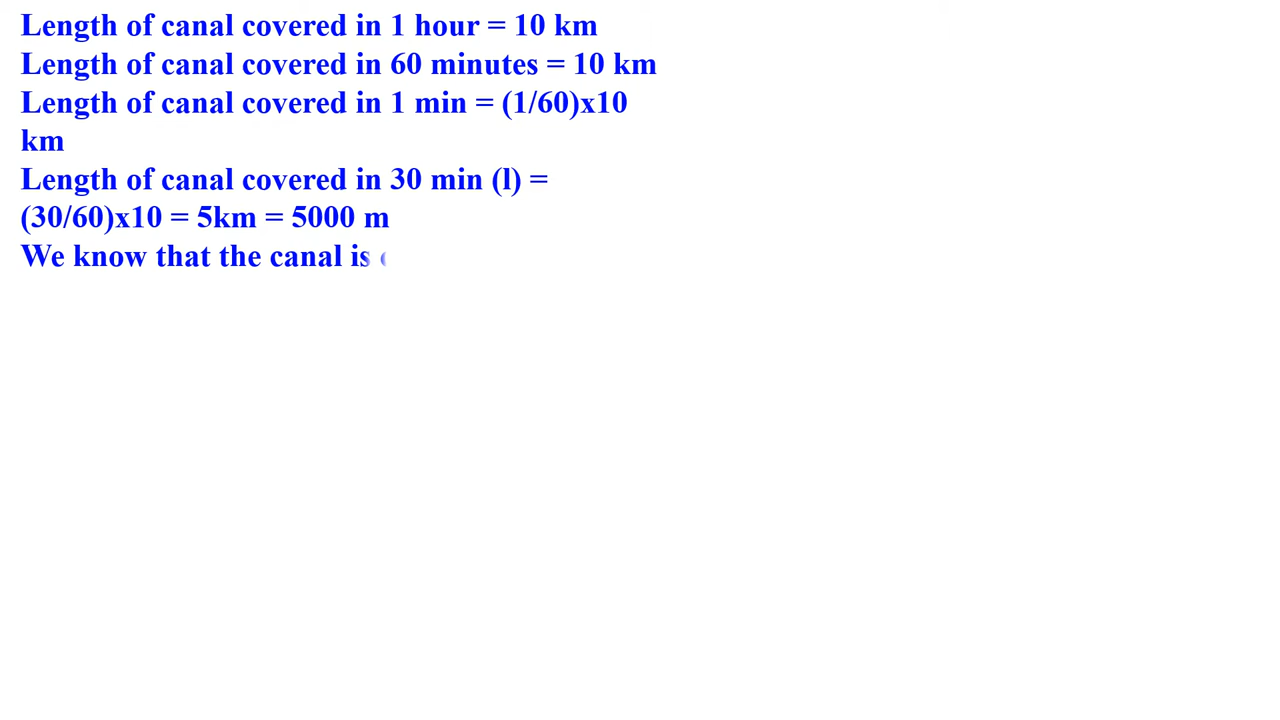 Length of canal covered in 1 hour = 10 km
Length of canal covered in 60 minutes = 10 km
Length of canal covered in 1 min = (1/60)x10
km
Length of canal covered in 30 min (l) =
(30/60)x10 = 5km = 5000 m
We know that the canal is